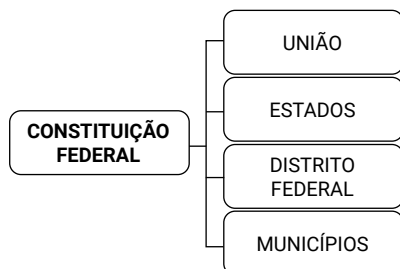 UNIÃO
ESTADOS
CONSTITUIÇÃO
FEDERAL
DISTRITO
FEDERAL
MUNICÍPIOS